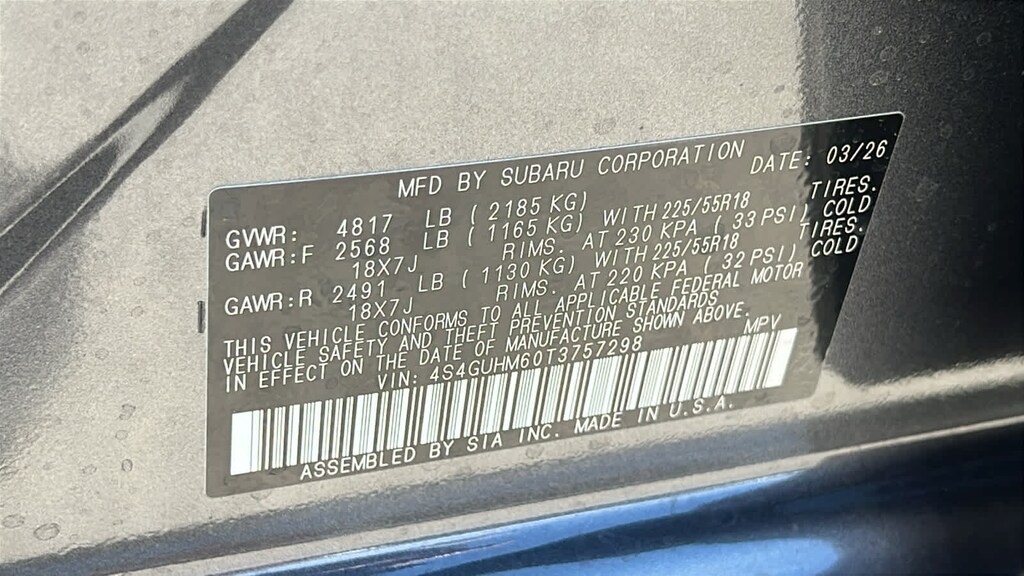 MFD BY SUBARU CORPORATION DATE: 03/26
GVWR: 4817 LB ( 2185 KG)
GAWR:F 2568 LB ( 1165 KG) WITH 225/55R18 TIRES.
18X7J RIMS. AT 230 KPA ( 33 PSI) COLD
GAWR:R 2491 LB ( 1130 KG) WITH 225/55R18 TIRES.
18X7J RIMS. AT 220 KPA ( 32 PSI) COLD
THIS VEHICLE CONFORMS TO ALL APPLICABLE FEDERAL MOTOR
VEHICLE SAFETY AND THEFT PREVENTION STANDARDS
IN EFFECT ON THE DATE OF MANUFACTURE SHOWN ABOVE.
VIN: 4S4GUHM60T3757298 MPV
ASSEMBLED BY SIA INC. MADE IN U.S.A.